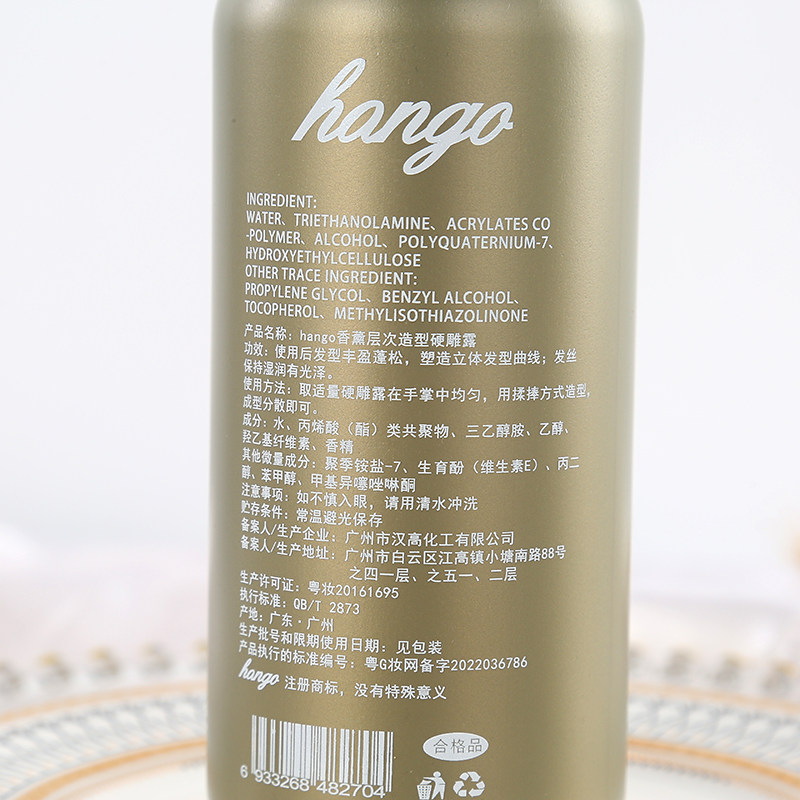 hango
INGREDIENT:
WATER、TRIETHANOLAMINE、ACRYLATES CO
-POLYMER、ALCOHOL、POLYQUATERNIUM-7、
HYDROXYETHYLCELLULOSE
OTHER TRACE INGREDIENT:
PROPYLENE GLYCOL、BENZYL ALCOHOL、
TOCOPHEROL、METHYLISOTHIAZOLINONE
产品名称：hango香薰层次造型硬雕露
功效：使用后发型丰盈蓬松，塑造立体发型曲线；发丝
保持湿润有光泽。
使用方法：取适量硬雕露在手掌中均匀，用揉捧方式造型，
成型分散即可。
成分：水、丙烯酸（酯）类共聚物、三乙醇胺、乙醇、
羟乙基纤维素、香精
其他微量成分：聚季铵盐-7、生育酚（维生素E）、丙二
醇、苯甲醇、甲基异噻唑啉酮
注意事项：如不慎入眼，请用清水冲洗
贮存条件：常温避光保存
备案人/生产企业：广州市汉高化工有限公司
备案人/生产地址：广州市白云区江高镇小塘南路88号
之四一层、之五一、二层
生产许可证：粤妆20161695
执行标准：QB/T 2873
产地：广东·广州
生产批号和限期使用日期：见包装
产品执行的标准编号：粤G妆网备字2022036786
hango 注册商标，没有特殊意义
合格品
6 933268 482704